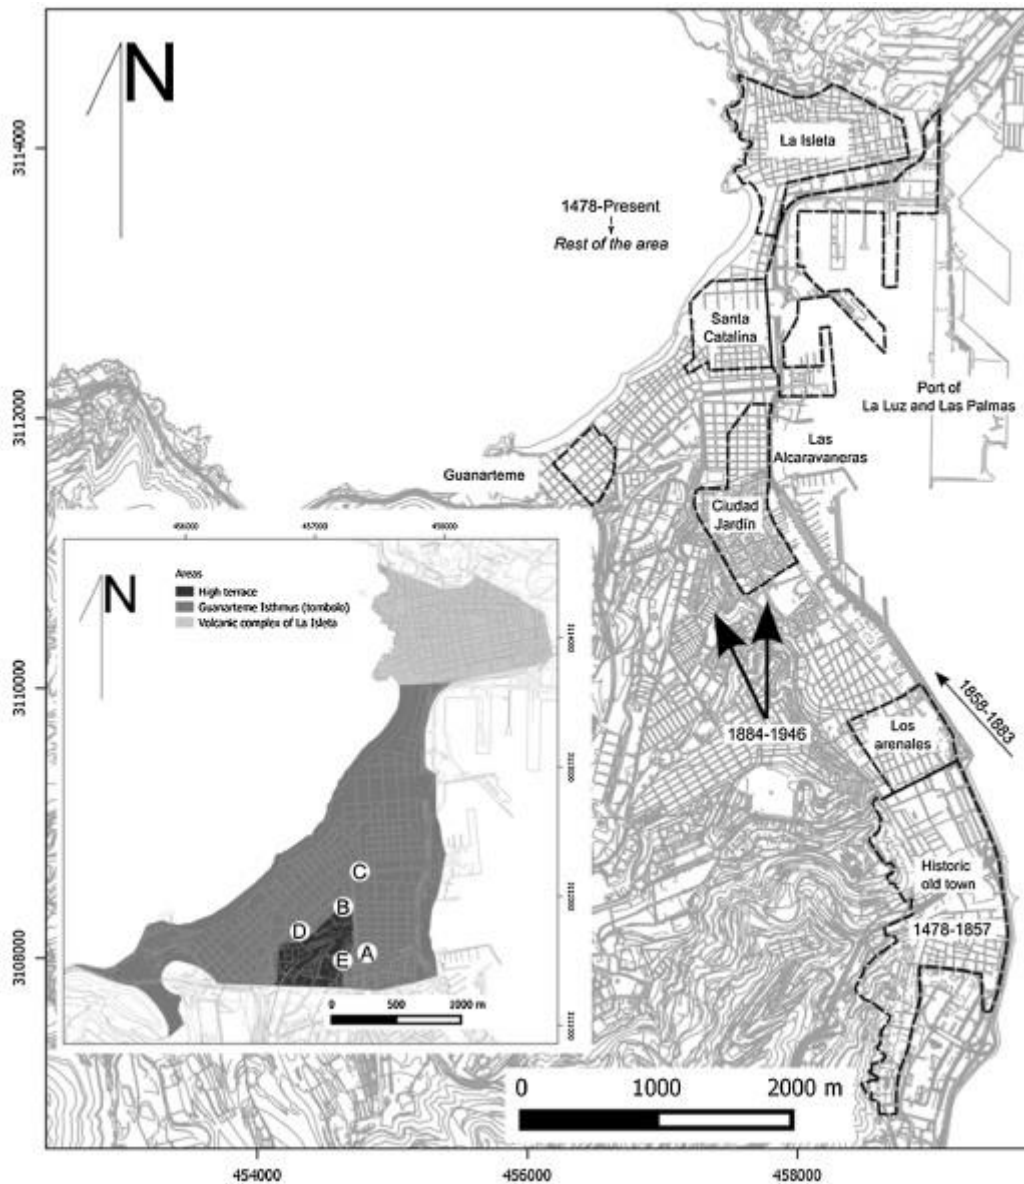 N
3114000
3112000
3110000
3108000
454000
456000
458000
La Isleta
1478-Present
Rest of the area
Santa
Catalina
Port of
La Luz and Las Palmas
Las
Alcaravaneras
Guanarteme
Ciudad
Jardín
1884-1946
1858-1883
Los
arenales
Historic
old town
1478-1857
0 1000 2000 m
456000
457000
458000
N
Areas
High terrace
Guanarteme Isthmus (tombolo)
Volcanic complex of La Isleta
C
B
D
A
E
0 500 1000 m